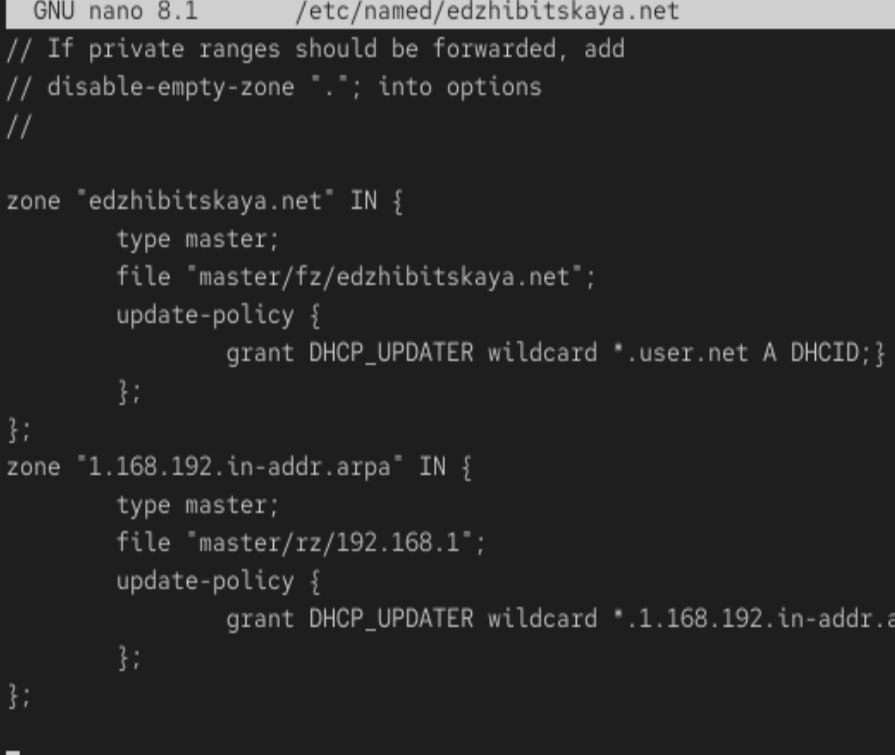 GNU nano 8.1 /etc/named/edzhibitskaya.net
// If private ranges should be forwarded, add
// disable-empty-zone "."; into options
//
zone "edzhibitskaya.net" IN {
type master;
file "master/fz/edzhibitskaya.net";
update-policy {
grant DHCP_UPDATER wildcard *.user.net A DHCID;}
};
};
zone "1.168.192.in-addr.arpa" IN {
type master;
file "master/rz/192.168.1";
update-policy {
grant DHCP_UPDATER wildcard *.1.168.192.in-addr.a
};
};